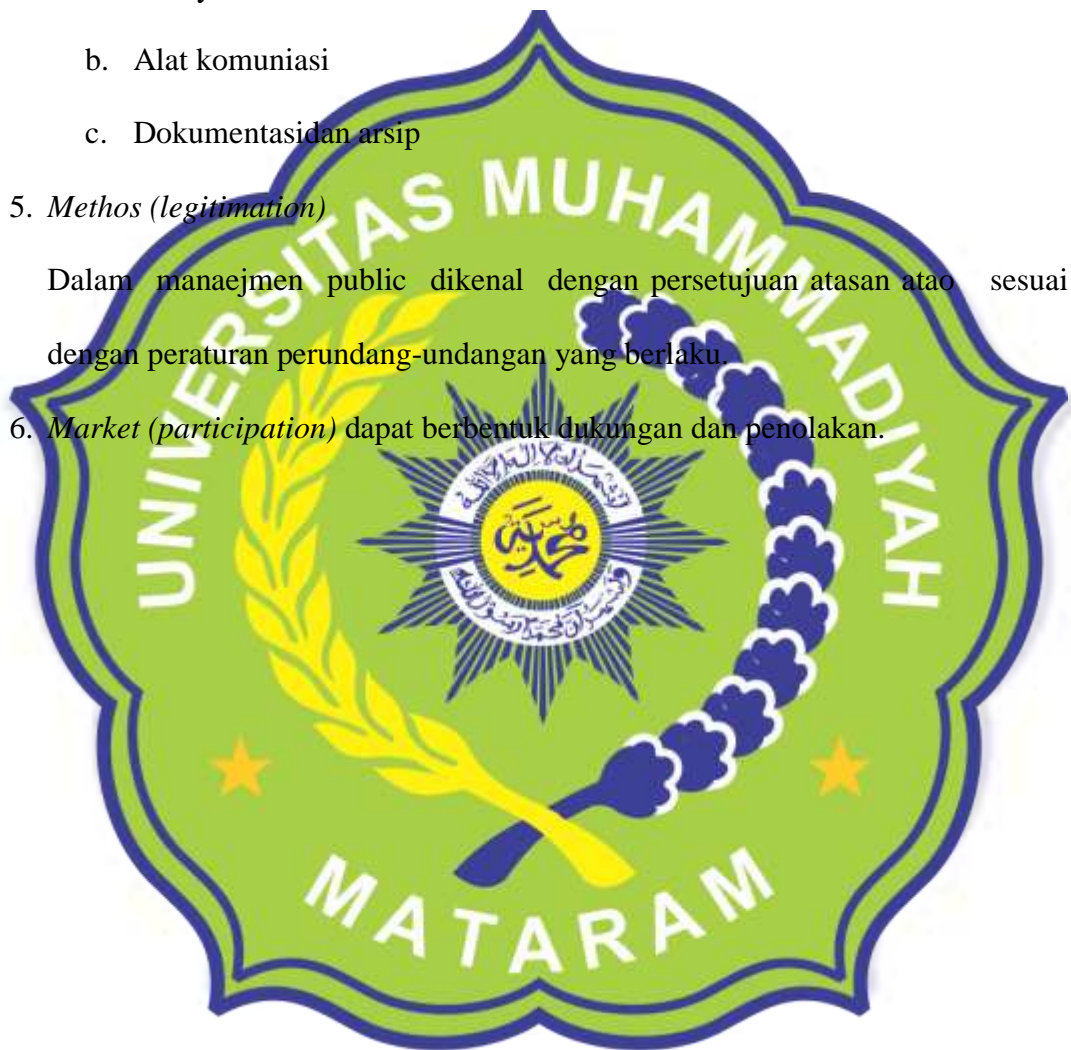 b. Alat komuniasi
c. Dokumentasidan arsip
5. Methos (legitimation)
Dalam manaejmen public dikenal dengan persetujuan atasan atao sesuai
dengan peraturan perundang-undangan yang berlaku.
6. Market (participation) dapat berbentuk dukungan dan penolakan.
UNIVERSITAS MUHAMMADIYAH
MATARAM